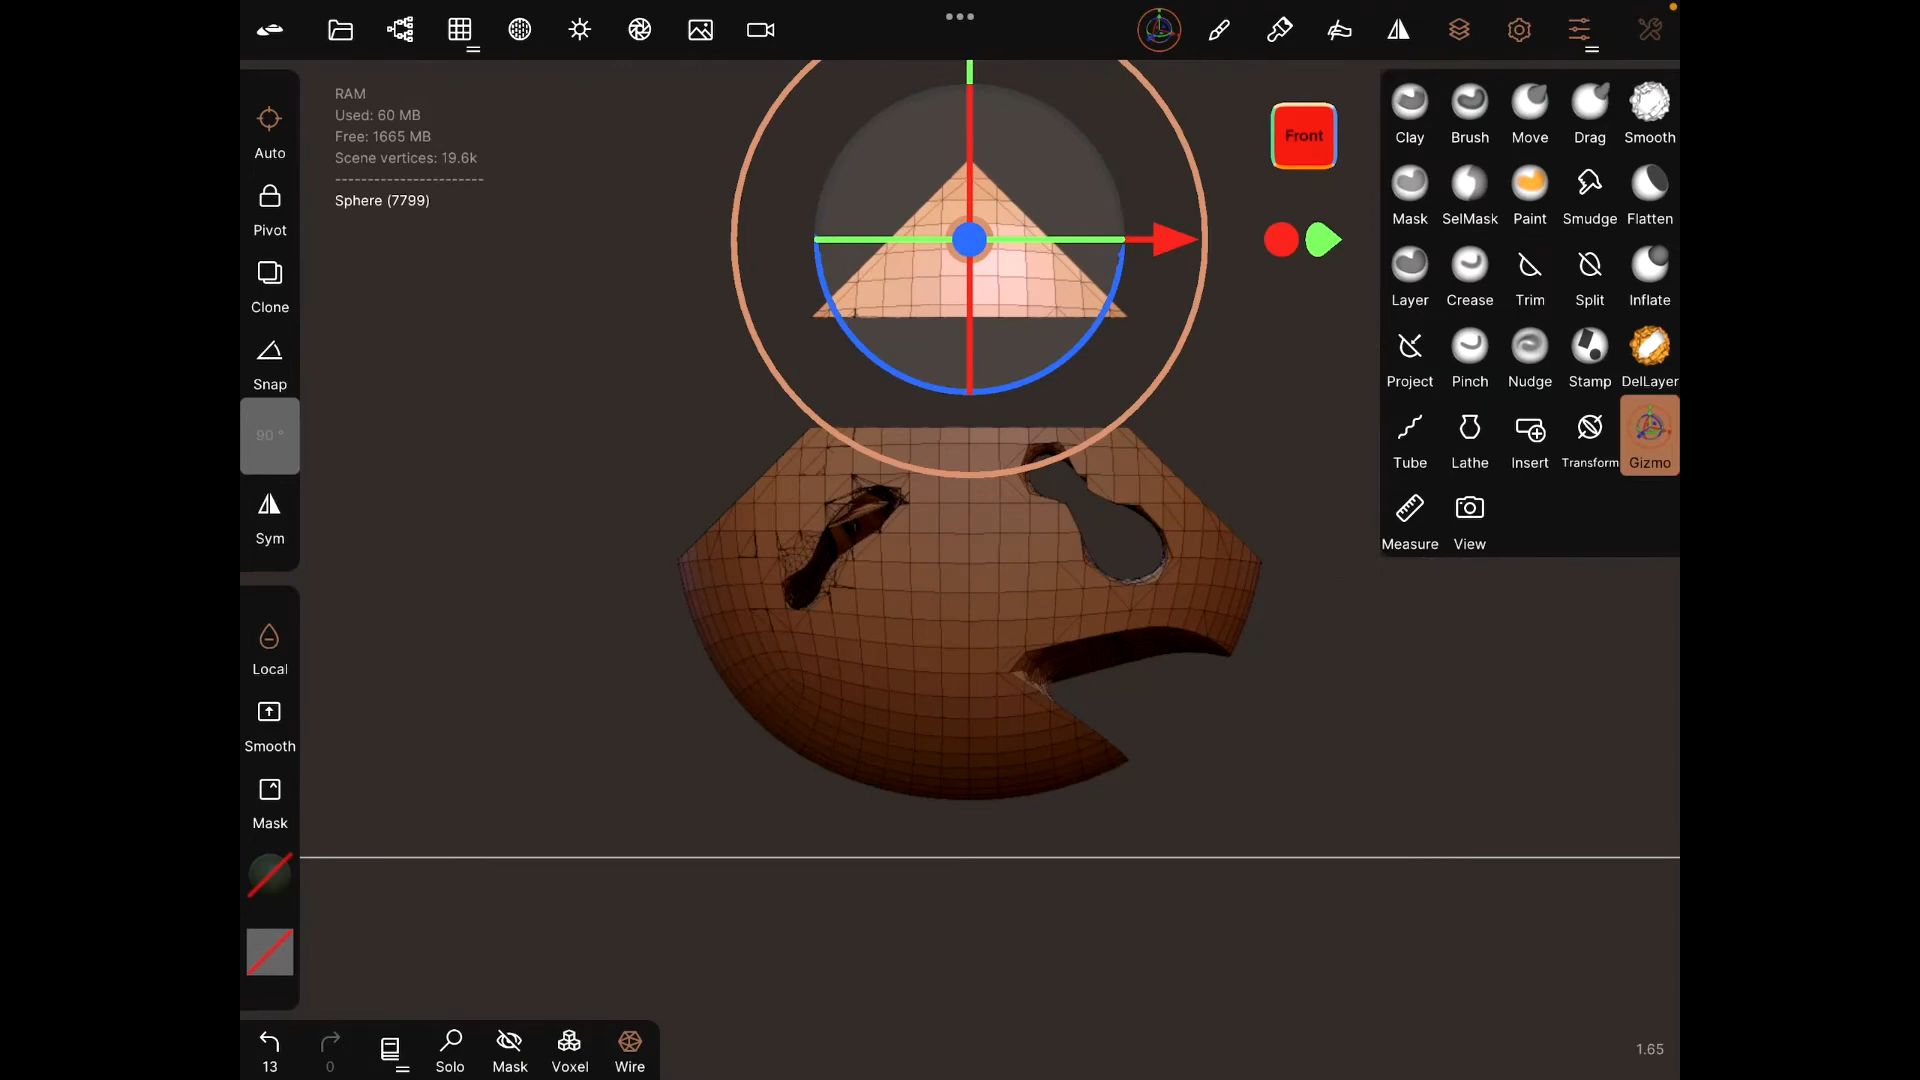 RAM
Used: 60 MB
Free: 1665 MB
Scene vertices: 19.6k
------------------------
Sphere (7799)
Front
Auto
Pivot
Clone
Snap
90 °
Sym
Local
Smooth
Mask
Clay Brush Move Drag Smooth
Mask SelMask Paint Smudge Flatten
Layer Crease Trim Split Inflate
Project Pinch Nudge Stamp DelLayer
Tube Lathe Insert Transform Gizmo
Measure View
13 0 Solo Mask Voxel Wire
1.65